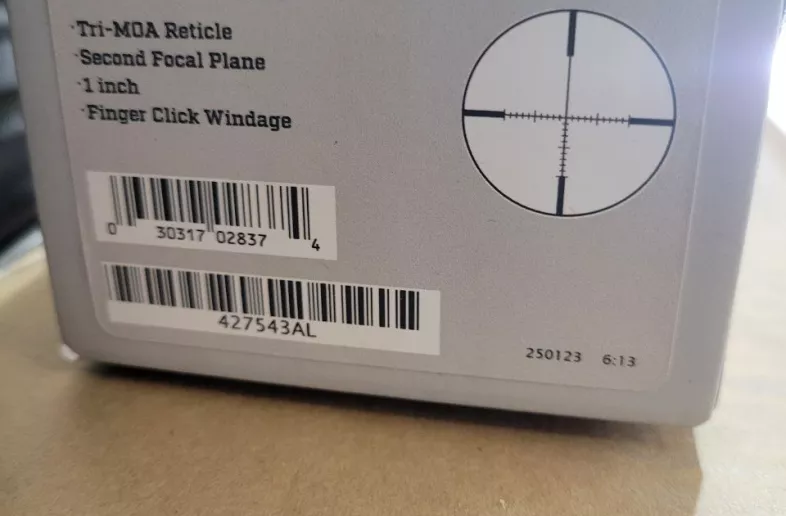 ·Tri-MOA Reticle
·Second Focal Plane
·1 inch
·Finger Click Windage
0 30317 02837 4
427543AL
250123 6:13